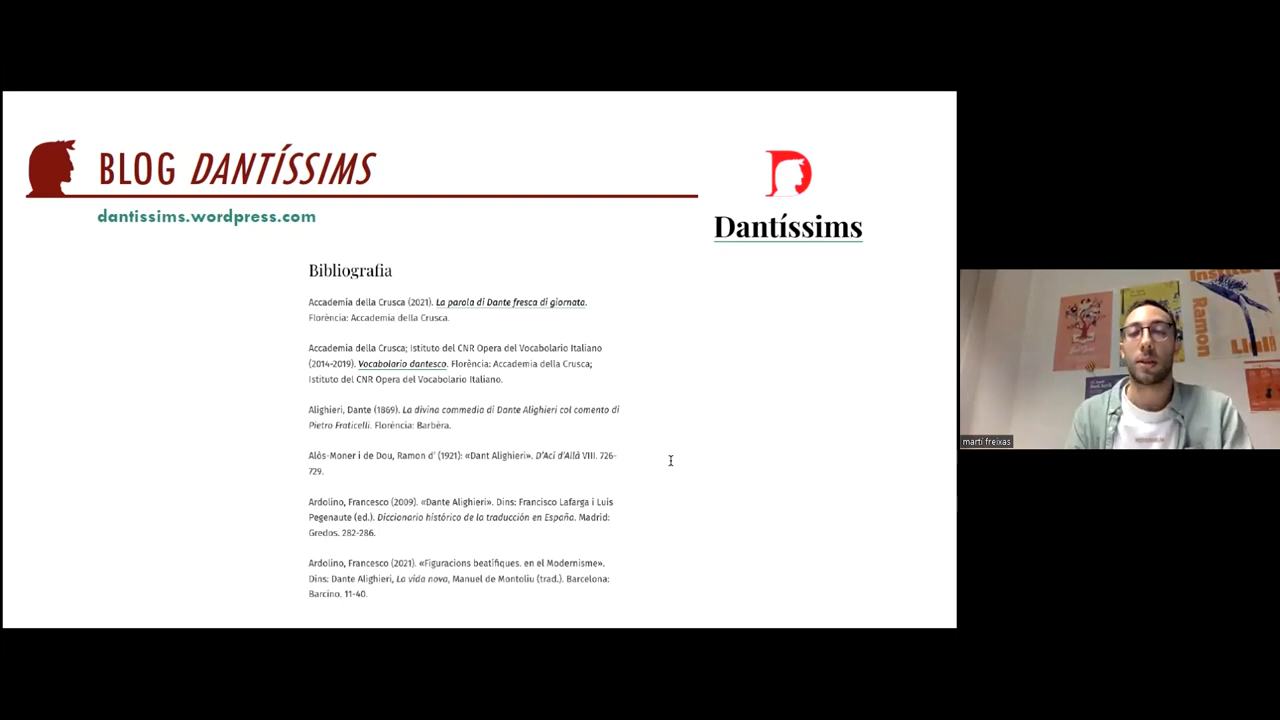 BLOG DANTÍSSIMS
dantissims.wordpress.com
Dantíssims
Bibliografia
Accademia della Crusca (2021). La parola di Dante fresca di giornata.
Florència: Accademia della Crusca.
Accademia della Crusca; Istituto del CNR Opera del Vocabolario Italiano
(2014-2019). Vocabolario dantesco. Florència: Accademia della Crusca;
Istituto del CNR Opera del Vocabolario Italiano.
Alighieri, Dante (1869). La divina commedia di Dante Alighieri col comento di
Pietro Fraticelli. Florència: Barbèra.
Alòs-Moner i de Dou, Ramon d' (1921): «Dant Alighieri». D'Ací d'Allà VIII. 726-
729.
Ardolino, Francesco (2009). «Dante Alighieri». Dins: Francisco Lafarga i Luis
Pegenaute (ed.). Diccionario histórico de la traducción en España. Madrid:
Gredos. 282-286.
Ardolino, Francesco (2021). «Figuracions beatífiques. en el Modernisme».
Dins: Dante Alighieri, La vida nova, Manuel de Montoliu (trad.). Barcelona:
Barcino. 11-40.
Institut
Ramon
Llull
martí freixas